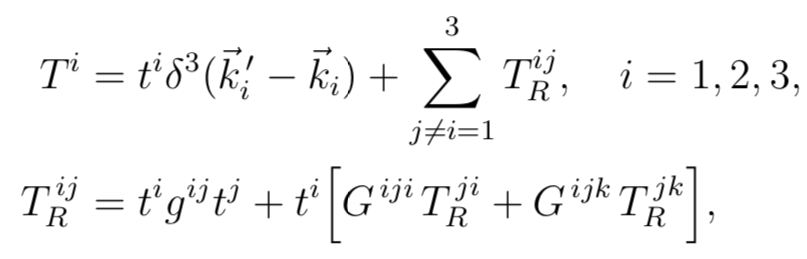 T^i = t^i δ^3(\vec{k}_i' − \vec{k}_i) + \sum_{j≠i=1}^{3} T_R^{ij}, i = 1, 2, 3,
T_R^{ij} = t^i g^{ij} t^j + t^i [G^{iji} T_R^{ji} + G^{ijk} T_R^{jk}],